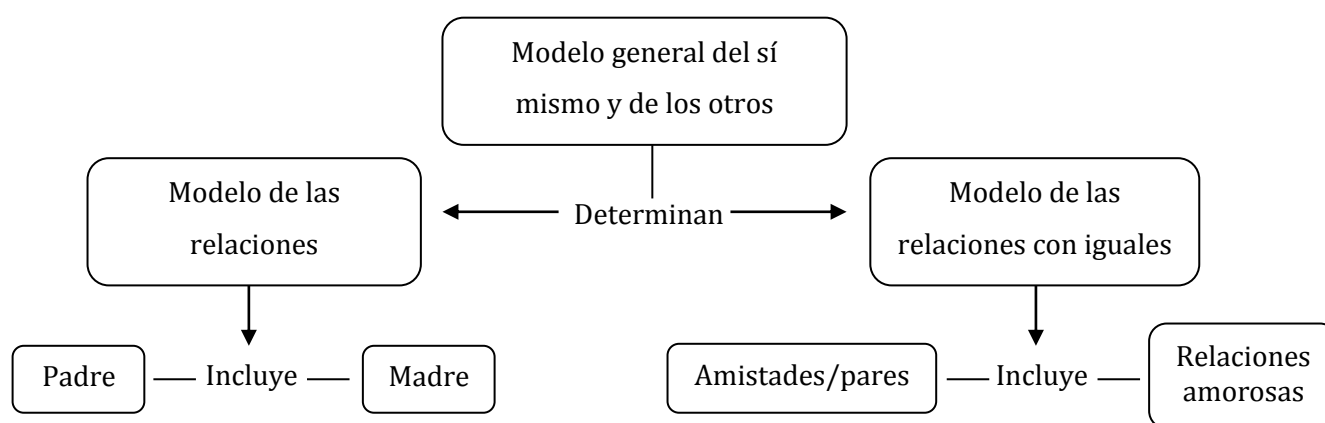 Modelo general del sí
mismo y de los otros
Modelo de las
relaciones
Determinan
Modelo de las
relaciones con iguales
Padre
Incluye
Madre
Amistades/pares
Incluye
Relaciones
amorosas